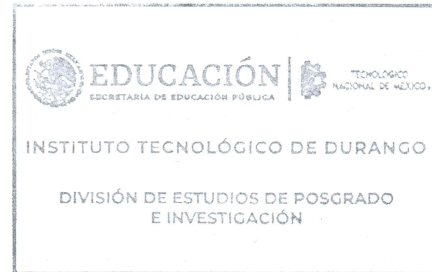 EDUCACIÓN
SECRETARÍA DE EDUCACIÓN PÚBLICA
TECNOLÓGICO
NACIONAL DE MÉXICO®
INSTITUTO TECNOLÓGICO DE DURANGO
DIVISIÓN DE ESTUDIOS DE POSGRADO
E INVESTIGACIÓN